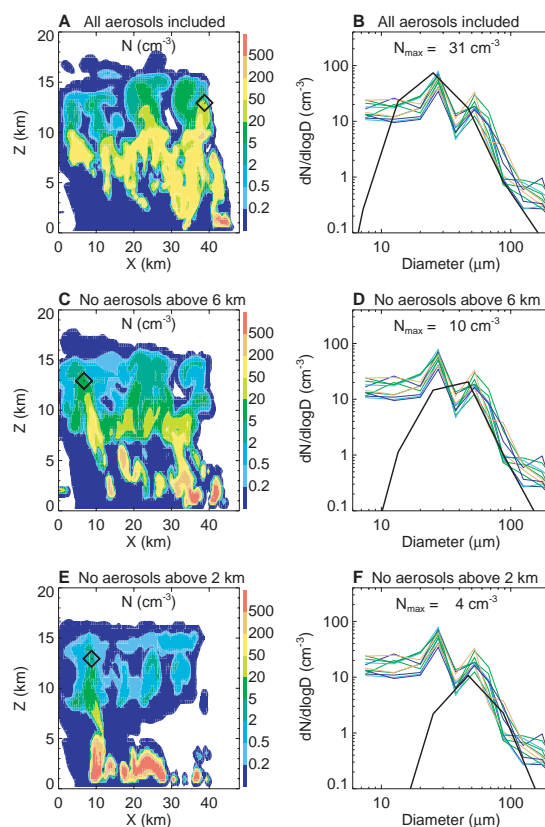 A All aerosols included
N (cm-3)
20
15
10
5
0
Z (km)
0 10 20 30 40
X (km)
500
200
50
20
5
2
0.5
0.2
B All aerosols included
Nmax = 31 cm-3
100
10
1
0.1
dN/dlogD (cm-3)
10 100
Diameter (μm)
C No aerosols above 6 km
N (cm-3)
20
15
10
5
0
Z (km)
0 10 20 30 40
X (km)
500
200
50
20
5
2
0.5
0.2
D No aerosols above 6 km
Nmax = 10 cm-3
100
10
1
0.1
dN/dlogD (cm-3)
10 100
Diameter (μm)
E No aerosols above 2 km
N (cm-3)
20
15
10
5
0
Z (km)
0 10 20 30 40
X (km)
500
200
50
20
5
2
0.5
0.2
F No aerosols above 2 km
Nmax = 4 cm-3
100
10
1
0.1
dN/dlogD (cm-3)
10 100
Diameter (μm)